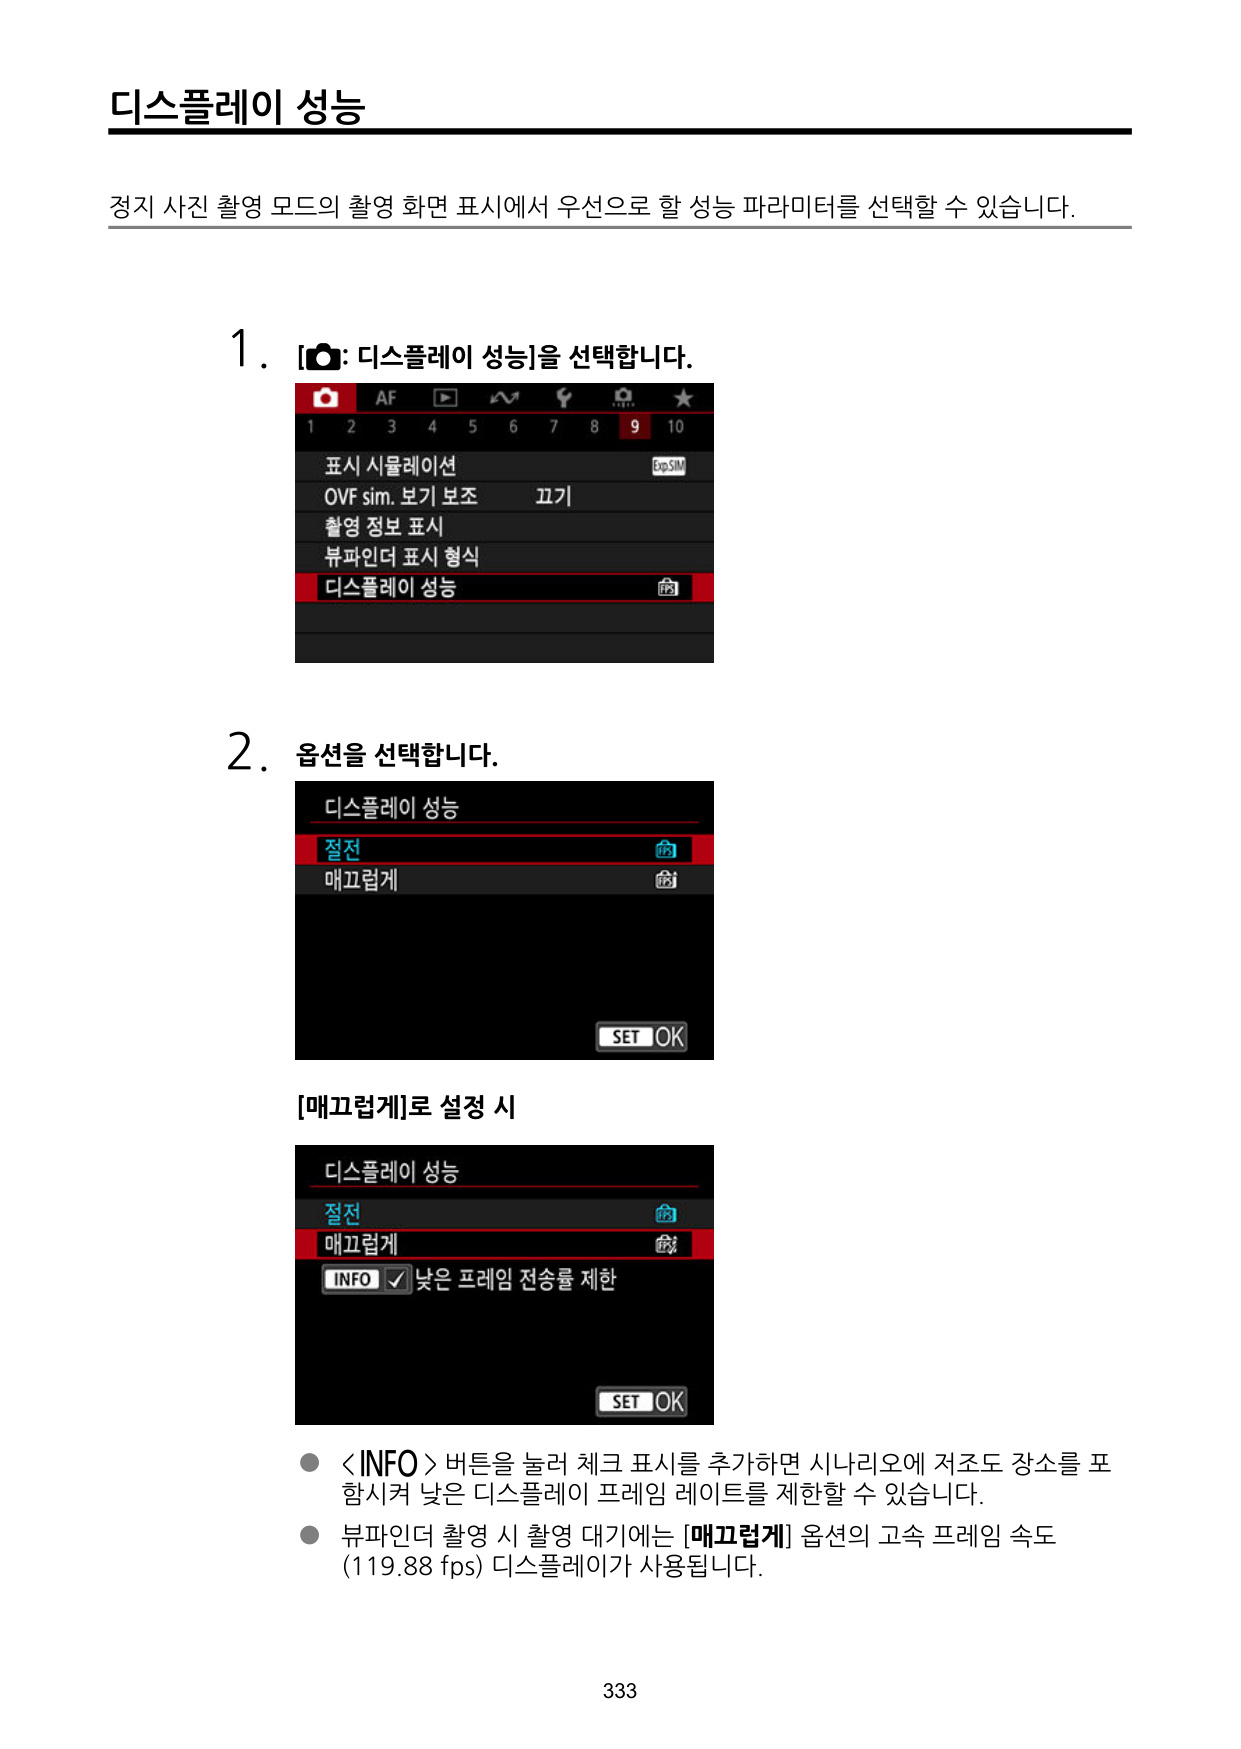 디스플레이 성능
정지 사진 촬영 모드의 촬영 화면 표시에서 우선으로 할 성능 파라미터를 선택할 수 있습니다.
1. [: 디스플레이 성능]을 선택합니다.
AF
1 2 3 4 5 6 7 8 9 10
표시 시뮬레이션 Exp.SIM
OVF sim. 보기 보조 끄기
촬영 정보 표시
뷰파인더 표시 형식
디스플레이 성능 FPS
2. 옵션을 선택합니다.
디스플레이 성능
절전 FPS
매끄럽게 FPS
SET OK
[매끄럽게]로 설정 시
디스플레이 성능
절전 FPS
매끄럽게 FPS
INFO ✓ 낮은 프레임 전송률 제한
SET OK
● <INFO> 버튼을 눌러 체크 표시를 추가하면 시나리오에 저조도 장소를 포
함시켜 낮은 디스플레이 프레임 레이트를 제한할 수 있습니다.
● 뷰파인더 촬영 시 촬영 대기에는 [매끄럽게] 옵션의 고속 프레임 속도
(119.88 fps) 디스플레이가 사용됩니다.
333